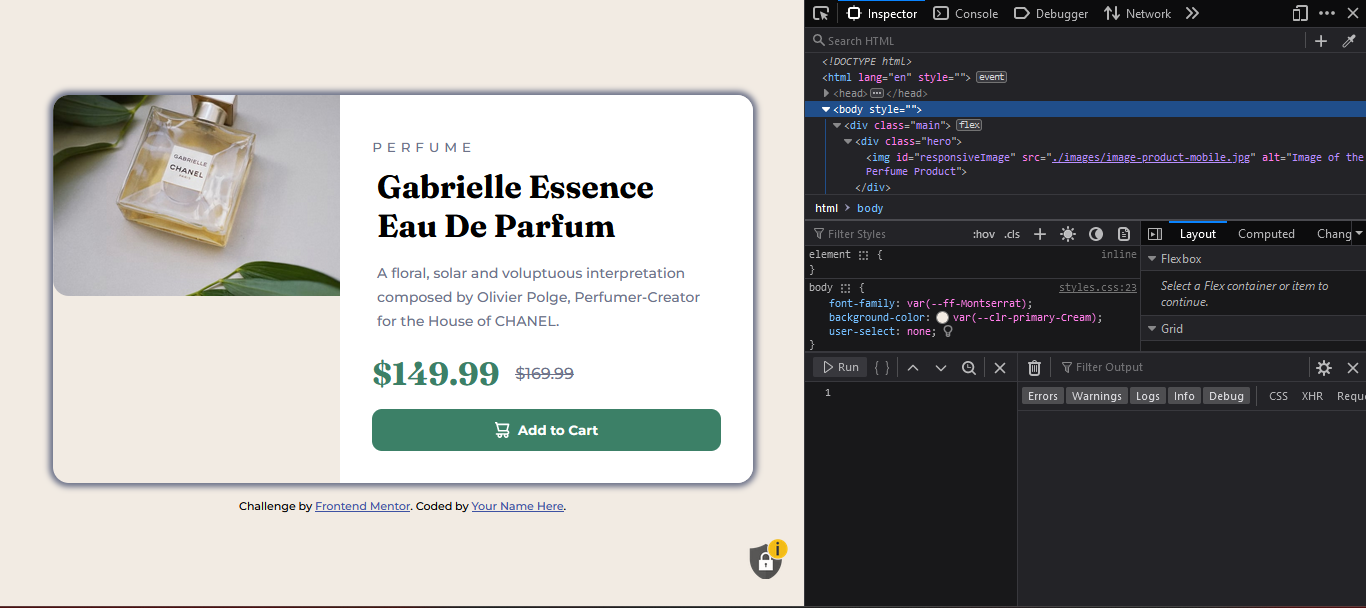 GABRIELLE
CHANEL
PARIS
PERFUME
Gabrielle Essence
Eau De Parfum
A floral, solar and voluptuous interpretation
composed by Olivier Polge, Perfumer-Creator
for the House of CHANEL.
$149.99 $169.99
Add to Cart
Challenge by Frontend Mentor. Coded by Your Name Here.
Inspector Console Debugger Network
Search HTML
<!DOCTYPE html>
<html lang="en" style=""> event
<head> </head>
<body style="">
<div class="main"> flex
<div class="hero">
<img id="responsiveImage" src="./images/image-product-mobile.jpg" alt="Image of the
Perfume Product">
</div>
html > body
Filter Styles :hov .cls +
element { inline
}
body { styles.css:23
font-family: var(--ff-Montserrat);
background-color: var(--clr-primary-Cream);
user-select: none;
}
Layout Computed Chang
Flexbox
Select a Flex container or item to
continue.
Grid
Run { }
1
Filter Output
Errors Warnings Logs Info Debug CSS XHR Reque